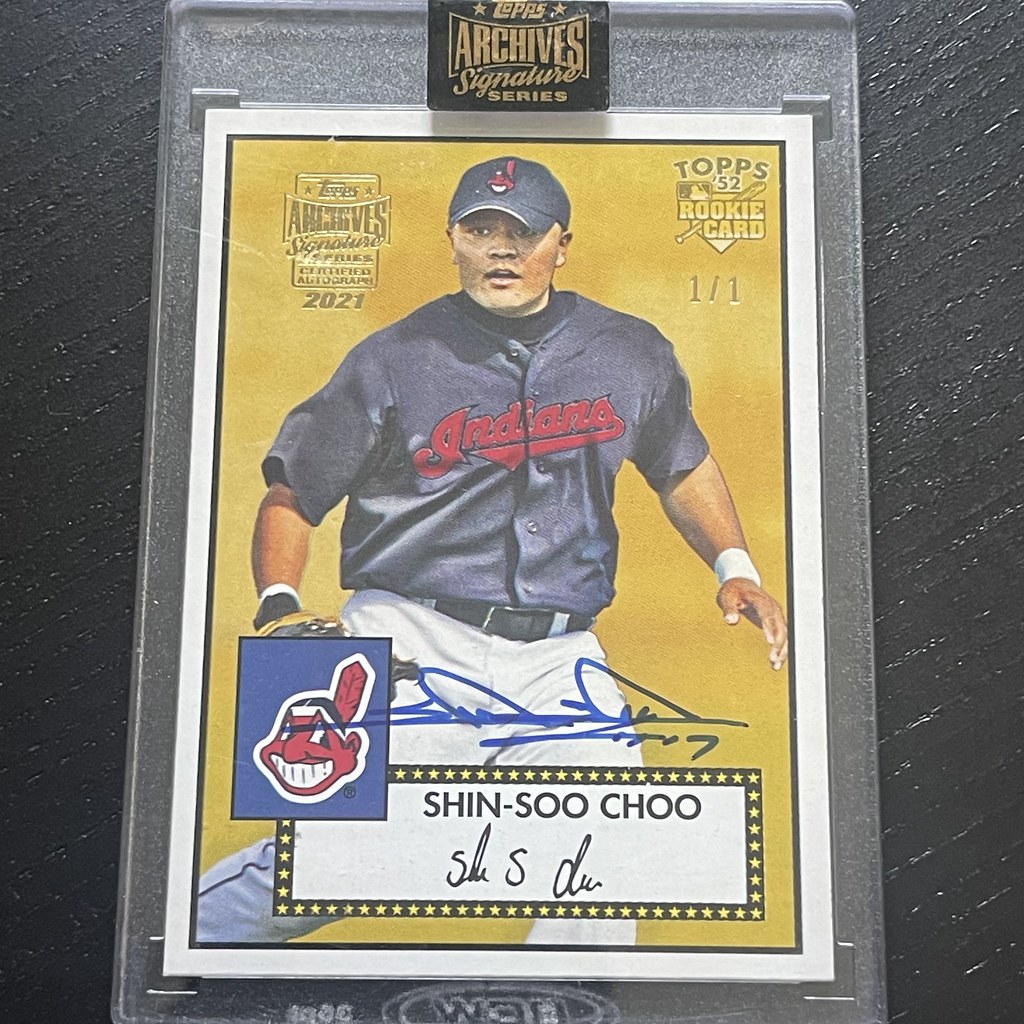 Topps
ARCHIVES
Signature
SERIES
Topps
ARCHIVES
Signature
SERIES
CERTIFIED
AUTOGRAPH
2021
TOPPS
'52
ROOKIE
CARD
1/1
Indians
®
SHIN-SOO CHOO